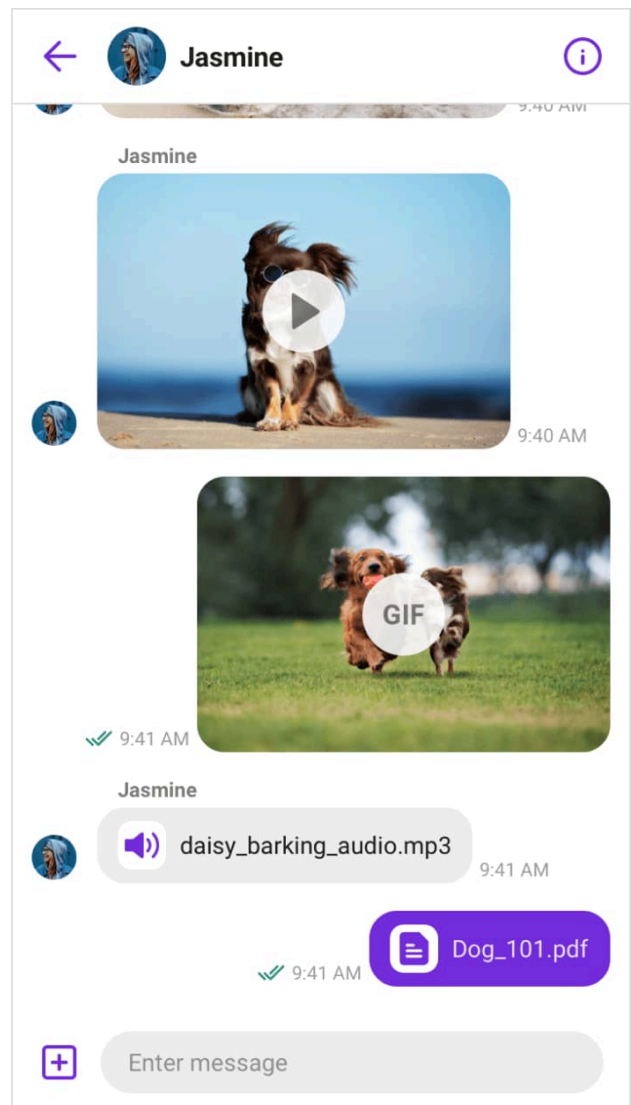 Jasmine
9:40 AM
Jasmine
9:40 AM
GIF
9:41 AM
Jasmine
daisy_barking_audio.mp3
9:41 AM
Dog_101.pdf
9:41 AM
Enter message